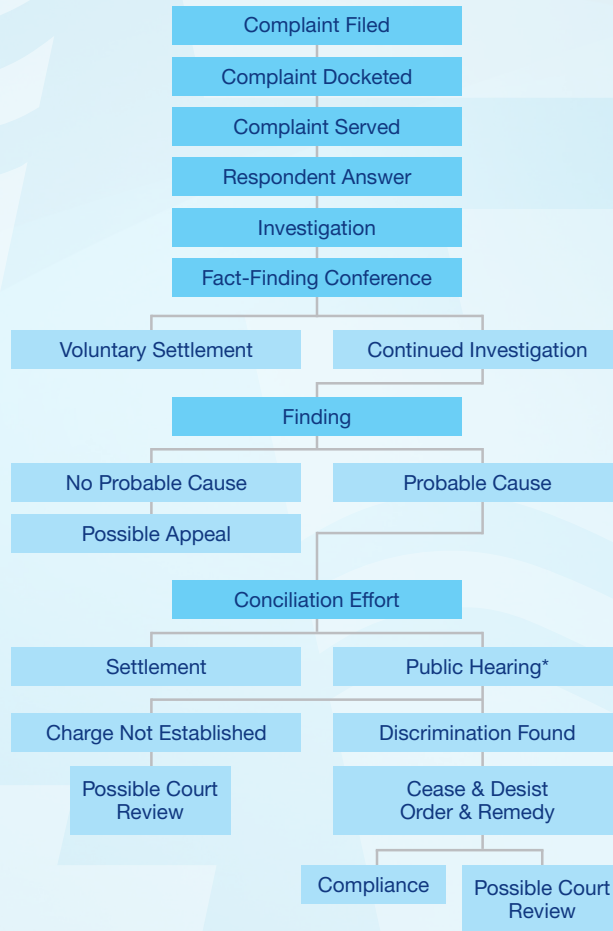 Complaint Filed
Complaint Docketed
Complaint Served
Respondent Answer
Investigation
Fact-Finding Conference
Voluntary Settlement
Continued Investigation
Finding
No Probable Cause
Probable Cause
Possible Appeal
Conciliation Effort
Settlement
Public Hearing*
Charge Not Established
Discrimination Found
Possible Court
Review
Cease & Desist
Order & Remedy
Compliance
Possible Court
Review